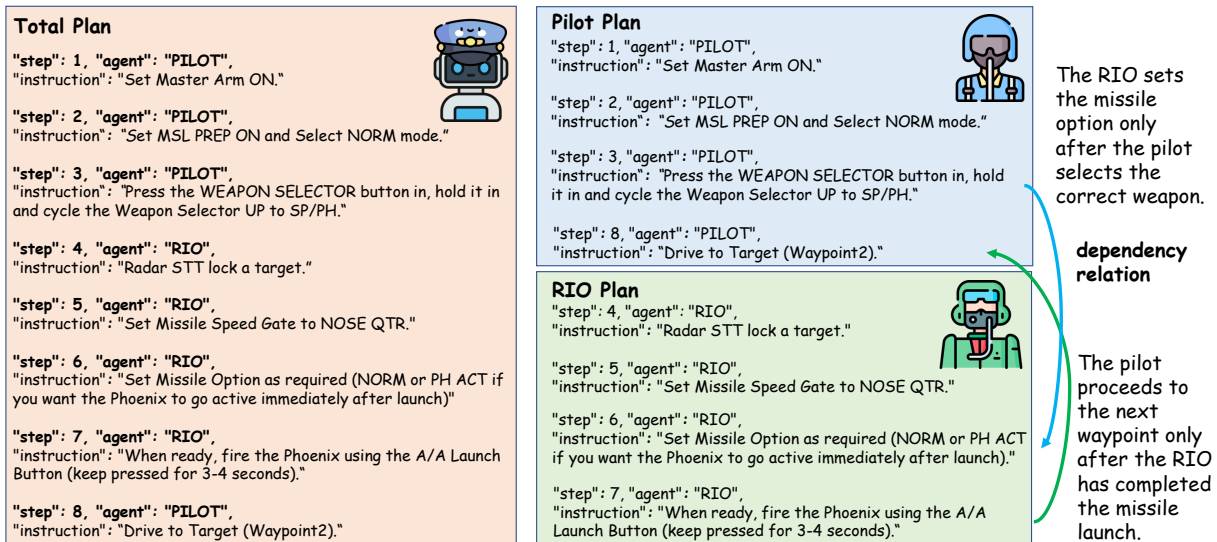 Total Plan
"step": 1, "agent": "PILOT",
"instruction": "Set Master Arm ON.“
"step": 2, "agent": "PILOT",
"instruction“: “Set MSL PREP ON and Select NORM mode.”
"step": 3, "agent": "PILOT",
"instruction“: “Press the WEAPON SELECTOR button in, hold it in
and cycle the Weapon Selector UP to SP/PH.“
"step": 4, "agent": "RIO",
"instruction": "Radar STT lock a target.”
"step": 5, "agent": "RIO",
"instruction": "Set Missile Speed Gate to NOSE QTR."
"step": 6, "agent": "RIO",
"instruction": "Set Missile Option as required (NORM or PH ACT if
you want the Phoenix to go active immediately after launch)"
"step": 7, "agent": "RIO",
"instruction": "When ready, fire the Phoenix using the A/A Launch
Button (keep pressed for 3-4 seconds).“
"step": 8, "agent": "PILOT",
"instruction": “Drive to Target (Waypoint2).“
Pilot Plan
"step": 1, "agent": "PILOT",
"instruction": "Set Master Arm ON.“
"step": 2, "agent": "PILOT",
"instruction“: “Set MSL PREP ON and Select NORM mode.”
"step": 3, "agent": "PILOT",
"instruction“: “Press the WEAPON SELECTOR button in, hold
it in and cycle the Weapon Selector UP to SP/PH.“
"step": 8, "agent": "PILOT",
"instruction": “Drive to Target (Waypoint2).“
RIO Plan
"step": 4, "agent": "RIO",
"instruction": "Radar STT lock a target."
"step": 5, "agent": "RIO",
"instruction": "Set Missile Speed Gate to NOSE QTR."
"step": 6, "agent": "RIO",
"instruction": "Set Missile Option as required (NORM or PH ACT
if you want the Phoenix to go active immediately after launch)."
"step": 7, "agent": "RIO",
"instruction": "When ready, fire the Phoenix using the A/A
Launch Button (keep pressed for 3-4 seconds).“
The RIO sets
the missile
option only
after the pilot
selects the
correct weapon.
dependency
relation
The pilot
proceeds to
the next
waypoint only
after the RIO
has completed
the missile
launch.